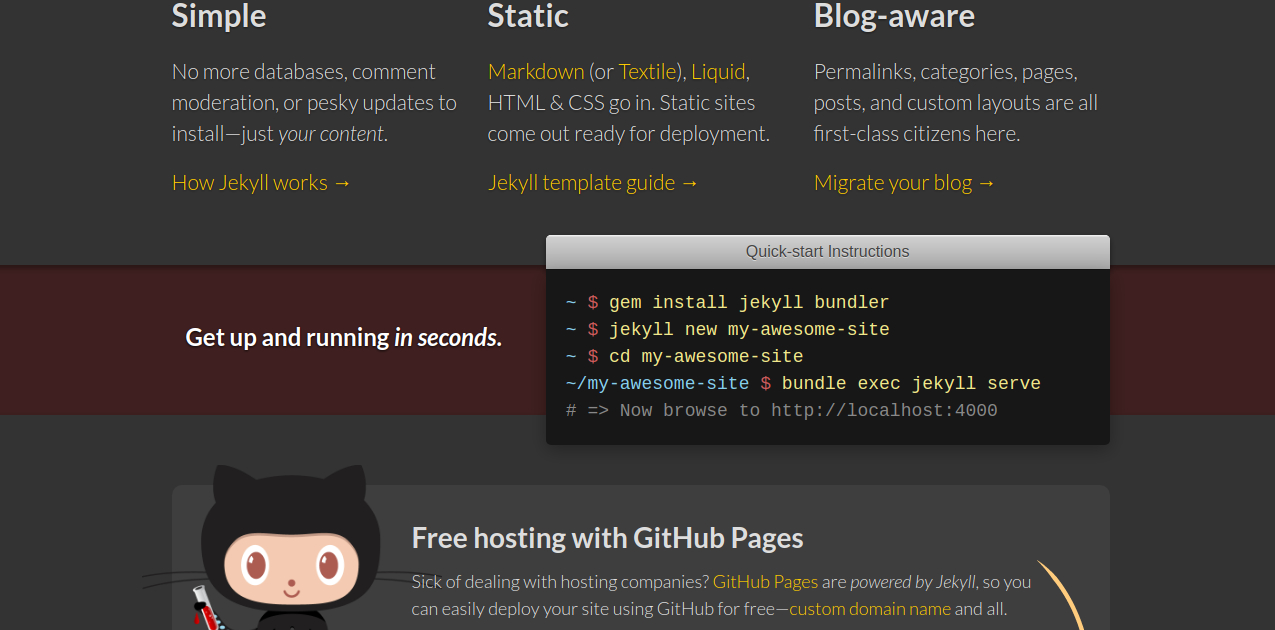 Simple
No more databases, comment
moderation, or pesky updates to
install—just your content.
How Jekyll works →
Static
Markdown (or Textile), Liquid,
HTML & CSS go in. Static sites
come out ready for deployment.
Jekyll template guide →
Blog-aware
Permalinks, categories, pages,
posts, and custom layouts are all
first-class citizens here.
Migrate your blog →
Get up and running in seconds.
Quick-start Instructions
~ $ gem install jekyll bundler
~ $ jekyll new my-awesome-site
~ $ cd my-awesome-site
~/my-awesome-site $ bundle exec jekyll serve
# => Now browse to http://localhost:4000
Free hosting with GitHub Pages
Sick of dealing with hosting companies? GitHub Pages are powered by Jekyll, so you
can easily deploy your site using GitHub for free—custom domain name and all.